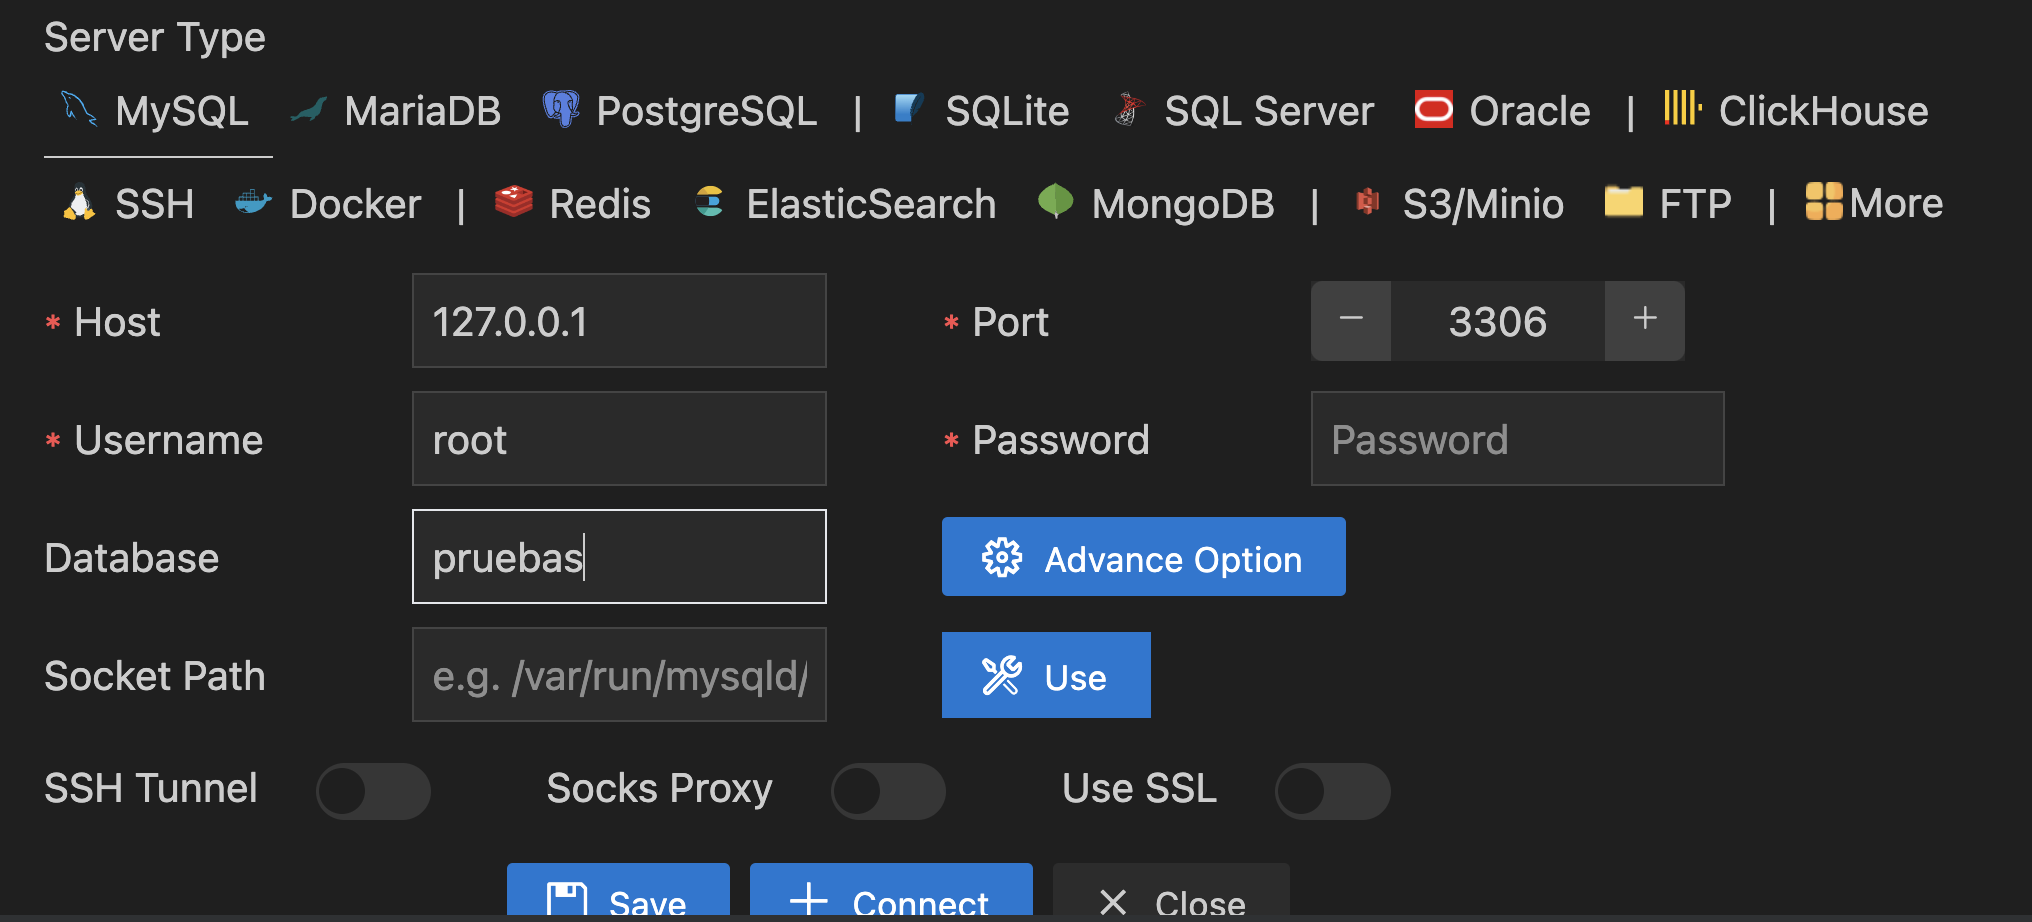 Server Type
MySQL MariaDB PostgreSQL | SQLite SQL Server Oracle | ClickHouse
SSH Docker | Redis ElasticSearch MongoDB | S3/Minio FTP | More
* Host 127.0.0.1 * Port − 3306 +
* Username root * Password Password
Database pruebas Advance Option
Socket Path e.g. /var/run/mysqld/ Use
SSH Tunnel Socks Proxy Use SSL
Save Connect Close